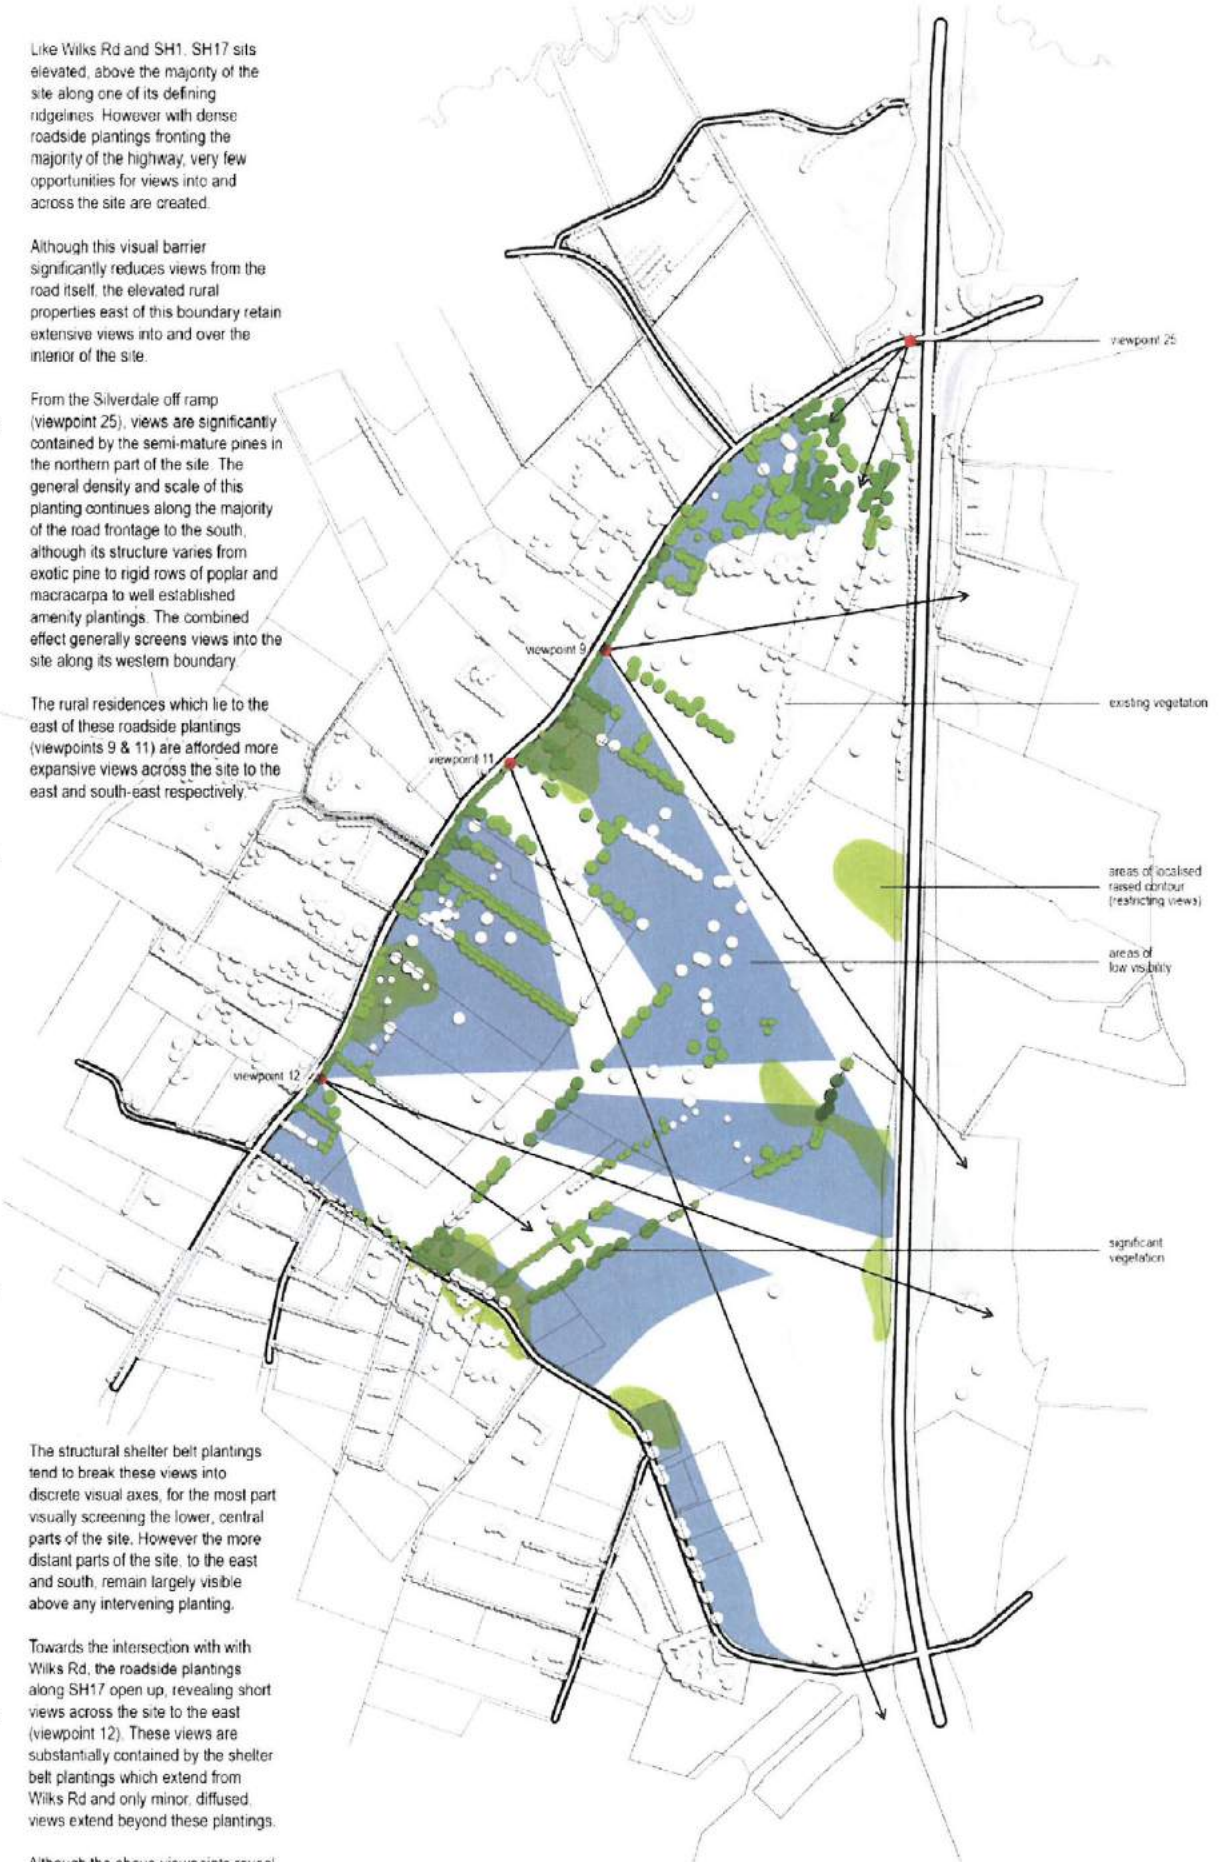 Like Wilks Rd and SH1, SH17 sits
elevated, above the majority of the
site along one of its defining
ridgelines. However with dense
roadside plantings fronting the
majority of the highway, very few
opportunities for views into and
across the site are created.
Although this visual barrier
significantly reduces views from the
road itself, the elevated rural
properties east of this boundary retain
extensive views into and over the
interior of the site.
From the Silverdale off ramp
(viewpoint 25), views are significantly
contained by the semi-mature pines in
the northern part of the site. The
general density and scale of this
planting continues along the majority
of the road frontage to the south,
although its structure varies from
exotic pine to rigid rows of poplar and
macracarpa to well established
amenity plantings. The combined
effect generally screens views into the
site along its western boundary.
The rural residences which lie to the
east of these roadside plantings
(viewpoints 9 & 11) are afforded more
expansive views across the site to the
east and south-east respectively.
The structural shelter belt plantings
tend to break these views into
discrete visual axes, for the most part
visually screening the lower, central
parts of the site. However the more
distant parts of the site, to the east
and south, remain largely visible
above any intervening planting.
Towards the intersection with with
Wilks Rd, the roadside plantings
along SH17 open up, revealing short
views across the site to the east
(viewpoint 12). These views are
substantially contained by the shelter
belt plantings which extend from
Wilks Rd and only minor, diffused,
views extend beyond these plantings.
Although the above viewpoints reveal
viewpoint 25
viewpoint 9
existing vegetation
viewpoint 11
areas of localised
raised contour
(restricting views)
areas of
low visibility
viewpoint 12
significant
vegetation